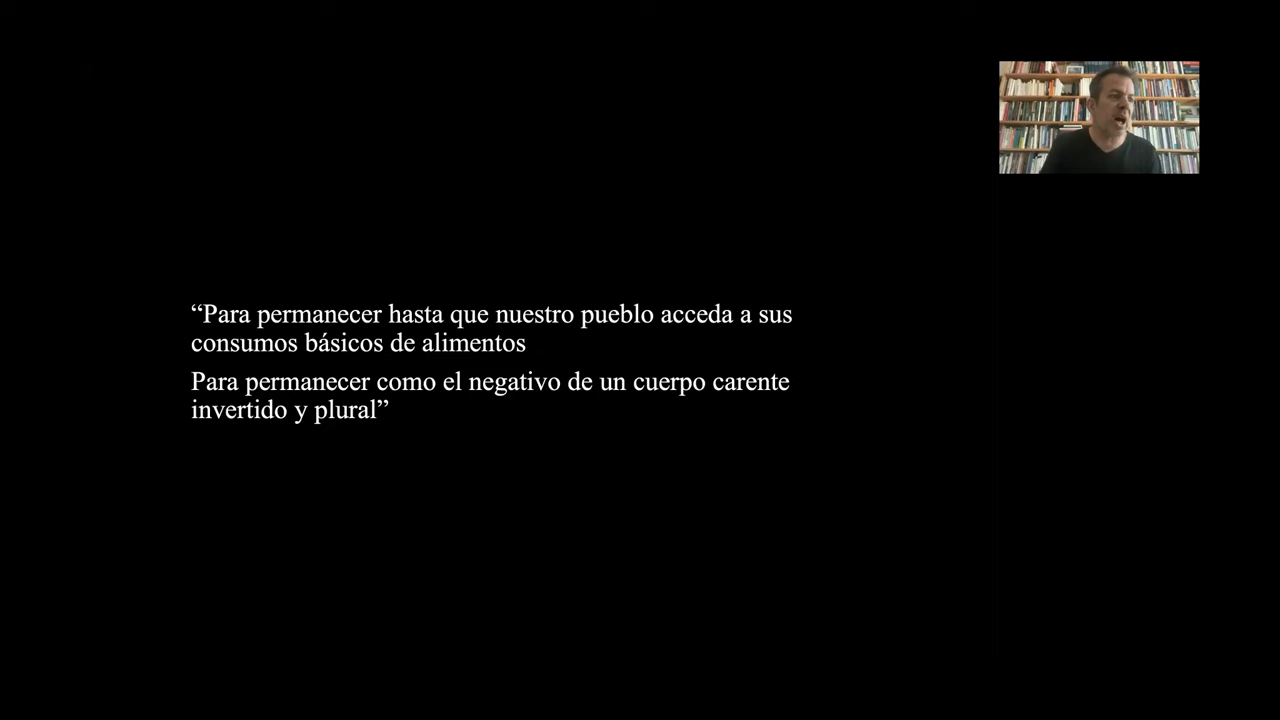 “Para permanecer hasta que nuestro pueblo acceda a sus
consumos básicos de alimentos
Para permanecer como el negativo de un cuerpo carente
invertido y plural”